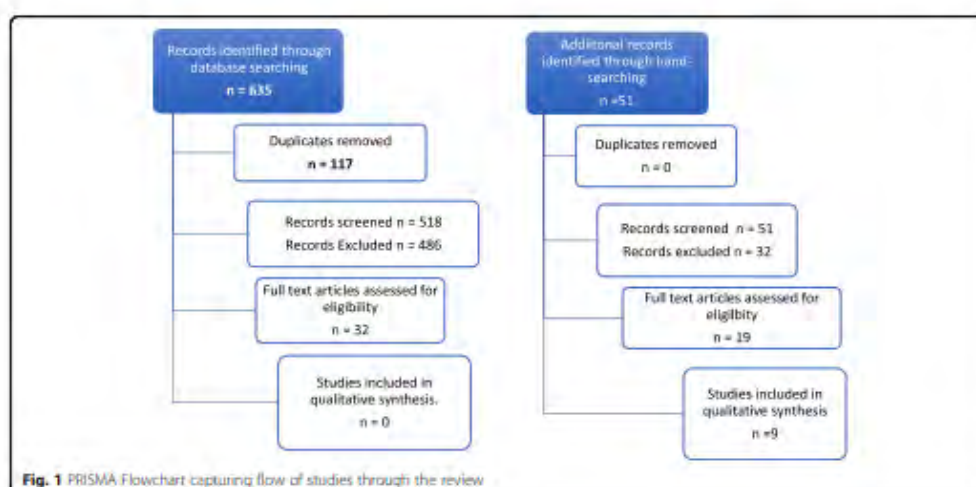 Records identified through
database searching
n = 635
Duplicates removed
n = 117
Records screened n = 518
Records Excluded n = 486
Full text articles assessed for
eligibility
n = 32
Studies included in
qualitative synthesis.
n = 0
Additional records
identified through hand-
searching
n =51
Duplicates removed
n = 0
Records screened n = 51
Records excluded n = 32
Full text articles assessed for
eligilbity
n = 19
Studies included in
qualitative synthesis
n =9
Fig. 1 PRISMA Flowchart capturing flow of studies through the review